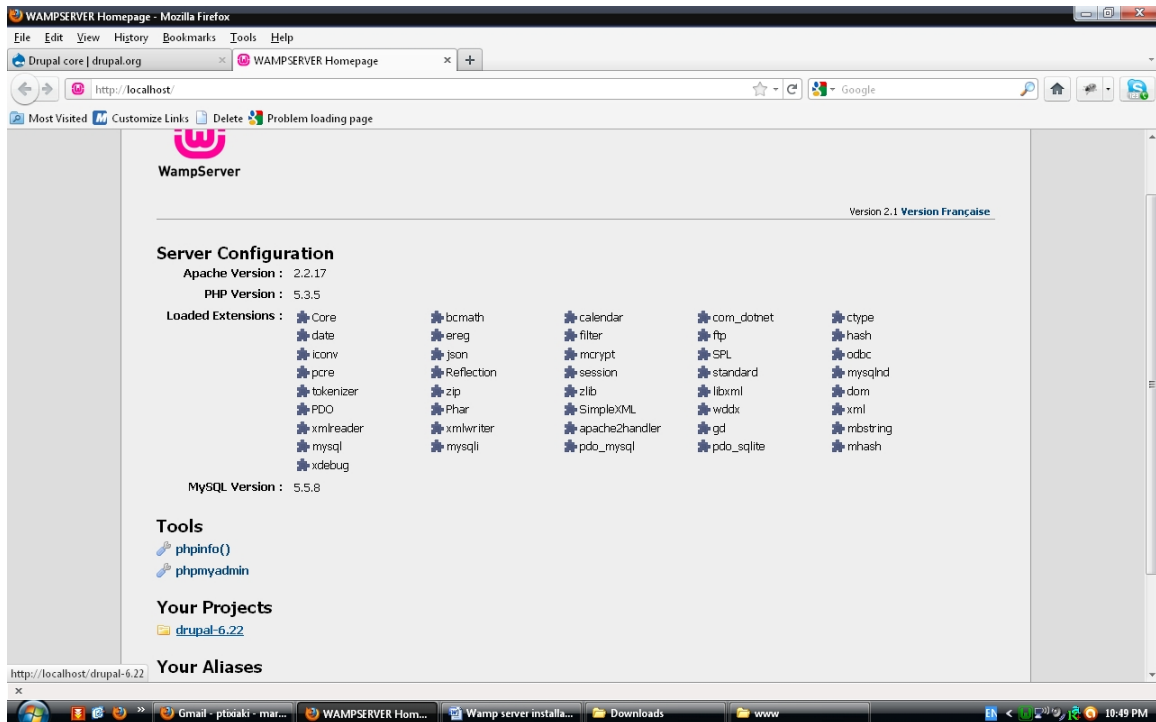 WAMPSERVER Homepage - Mozilla Firefox
File Edit View History Bookmarks Tools Help
Drupal core | drupal.org × WAMPSERVER Homepage × +
http://localhost/ Google
Most Visited Customize Links Delete Problem loading page
WampServer
Version 2.1 Version Française
Server Configuration
Apache Version : 2.2.17
PHP Version : 5.3.5
Loaded Extensions : Core bcmath calendar com_dotnet ctype
date ereg filter ftp hash
iconv json mcrypt SPL odbc
pcre Reflection session standard mysqlnd
tokenizer zip zlib libxml dom
PDO Phar SimpleXML wddx xml
xmlreader xmlwriter apache2handler gd mbstring
mysql mysqli pdo_mysql pdo_sqlite mhash
xdebug
MySQL Version : 5.5.8
Tools
phpinfo()
phpmyadmin
Your Projects
drupal-6.22
Your Aliases
http://localhost/drupal-6.22
×
» Gmail - ptixiaki - mar... WAMPSERVER Hom... Wamp server installa... Downloads www EN < 10:49 PM